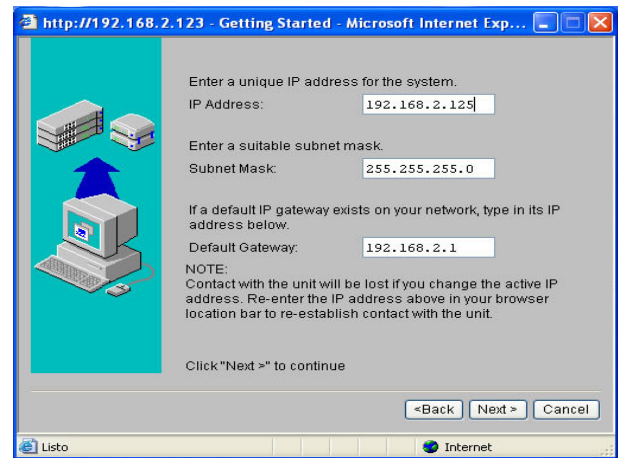 http://192.168.2.123 - Getting Started - Microsoft Internet Exp...
Enter a unique IP address for the system.
IP Address: 192.168.2.125
Enter a suitable subnet mask.
Subnet Mask: 255.255.255.0
If a default IP gateway exists on your network, type in its IP
address below.
Default Gateway: 192.168.2.1
NOTE:
Contact with the unit will be lost if you change the active IP
address. Re-enter the IP address above in your browser
location bar to re-establish contact with the unit.
Click "Next >" to continue
<Back Next > Cancel
Listo Internet